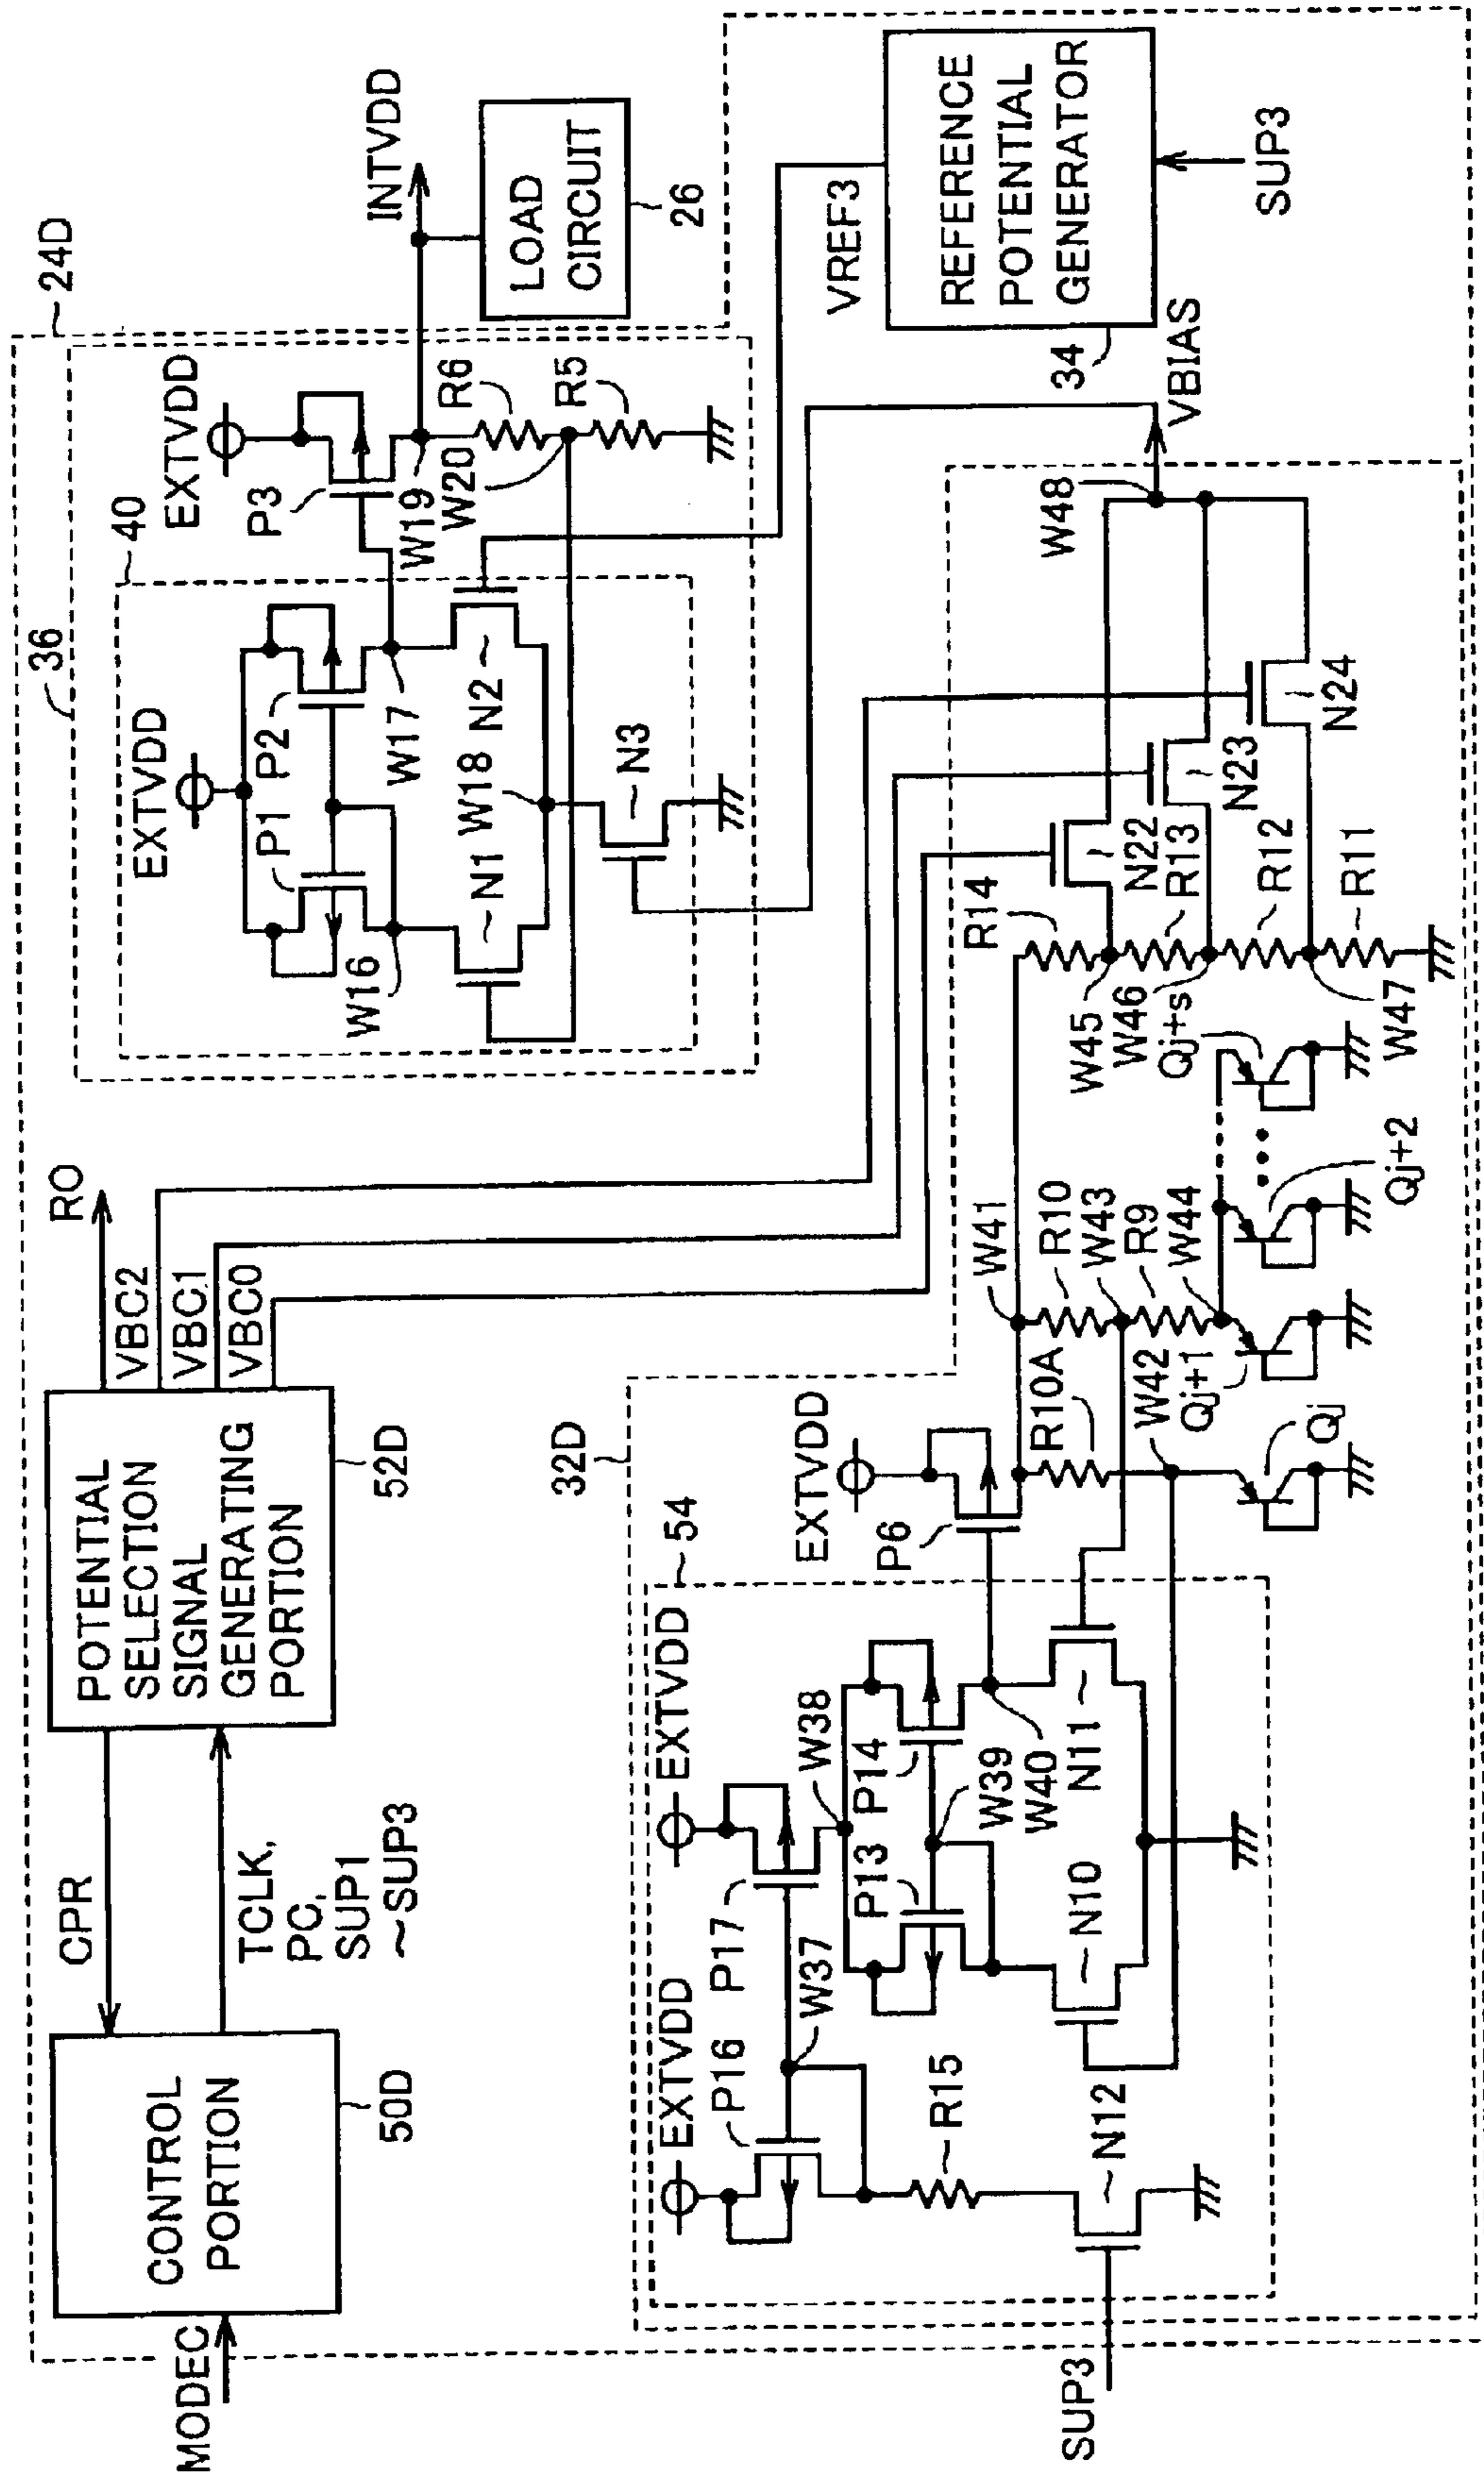 MODEC
CONTROL
PORTION
50D
CPR
TCLK,
PC,
SUP1
~SUP3
POTENTIAL
SELECTION
SIGNAL
GENERATING
PORTION
52D
RO
VBC2
VBC1
VBC0
36
40
24D
EXTVDD
P1
P2
W16
W17
W18
N1
N2
N3
EXTVDD
P3
W19
W20
R6
R5
INTVDD
LOAD
CIRCUIT
26
VREF3
REFERENCE
POTENTIAL
GENERATOR
34
SUP3
VBIAS
32D
54
EXTVDD
EXTVDD
P16
P17
W37
W38
P13
P14
W39
W40
R15
N10
N11
N12
SUP3
EXTVDD
P6
R10A
W41
R10
W43
R9
W44
W42
Qj
Qj+1
Qj+2
Qj+s
R14
W45
W46
W47
N22
R13
N23
R12
N24
R11
W48